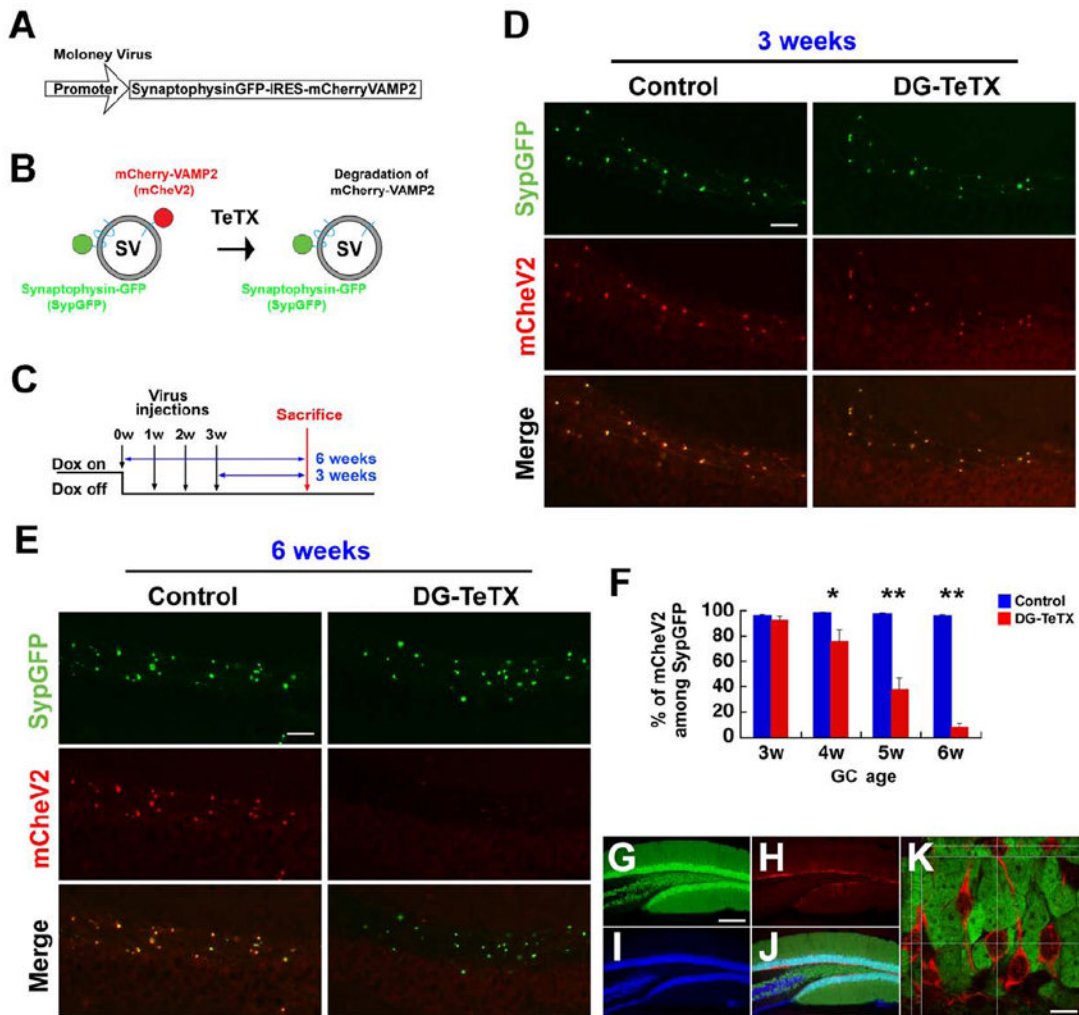 A
Moloney Virus
Promoter
SynaptophysinGFP-IRES-mCherryVAMP2
B
mCherry-VAMP2
(mCheV2)
Degradation of
mCherry-VAMP2
TeTX
SV
SV
Synaptophysin-GFP
(SypGFP)
Synaptophysin-GFP
(SypGFP)
C
Virus
injections
Sacrifice
0w 1w 2w 3w
6 weeks
3 weeks
Dox on
Dox off
D
3 weeks
Control DG-TeTX
SypGFP
mCheV2
Merge
E
6 weeks
Control DG-TeTX
SypGFP
mCheV2
Merge
F
* ** **
Control
DG-TeTX
% of mCheV2
among SypGFP
100
80
60
40
20
0
3w 4w 5w 6w
GC age
G H K
I J